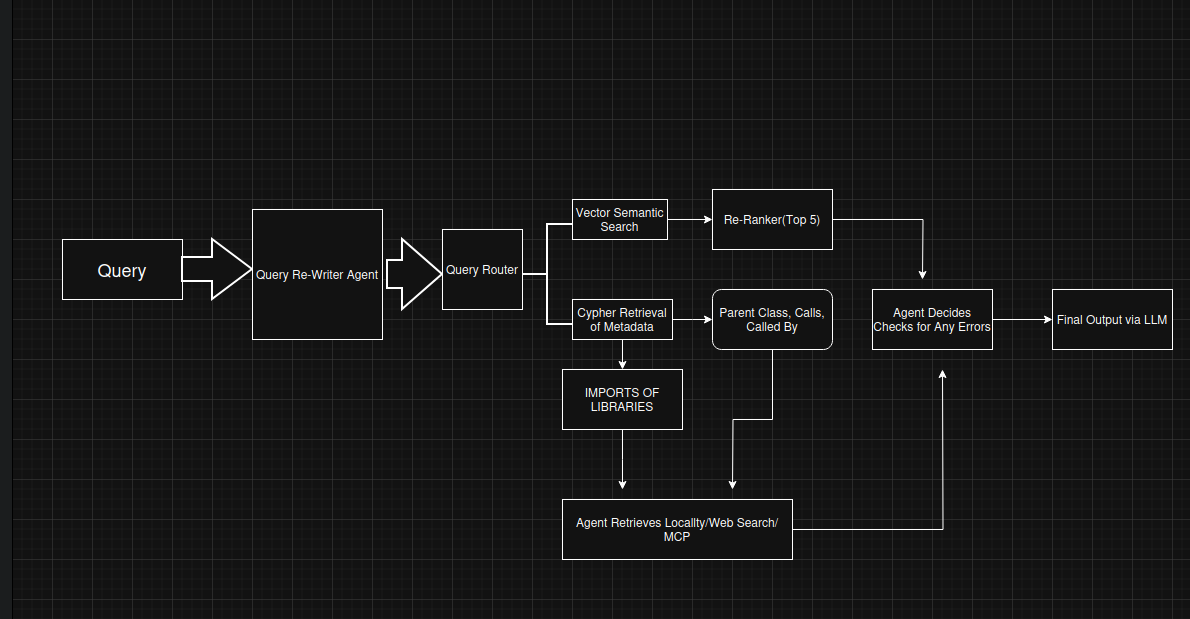 Query
Query Re-Writer Agent
Query Router
Vector Semantic
Search
Re-Ranker(Top 5)
Cypher Retrieval
of Metadata
Parent Class, Calls,
Called By
Agent Decides
Checks for Any Errors
Final Output via LLM
IMPORTS OF
LIBRARIES
Agent Retrieves Locality/Web Search/
MCP